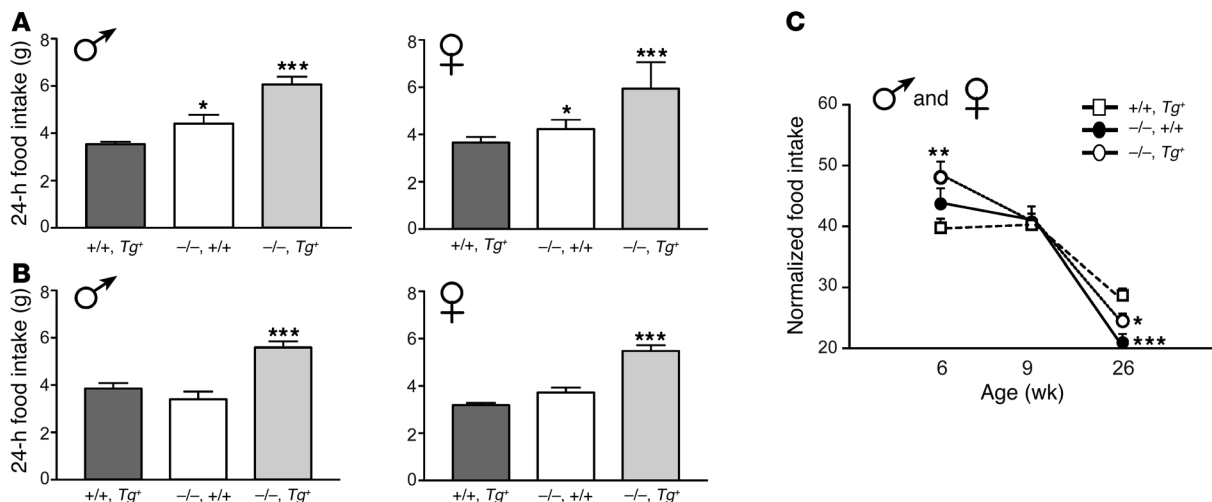 A
24-h food intake (g)
8
6
4
2
0
*
***
+/+, Tg+
–/–, +/+
–/–, Tg+
8
6
4
2
0
*
***
+/+, Tg+
–/–, +/+
–/–, Tg+
B
24-h food intake (g)
8
6
4
2
0
***
+/+, Tg+
–/–, +/+
–/–, Tg+
8
6
4
2
0
***
+/+, Tg+
–/–, +/+
–/–, Tg+
C
and
+/+, Tg+
–/–, +/+
–/–, Tg+
Normalized food intake
60
50
40
30
20
**
*
***
6 9 26
Age (wk)